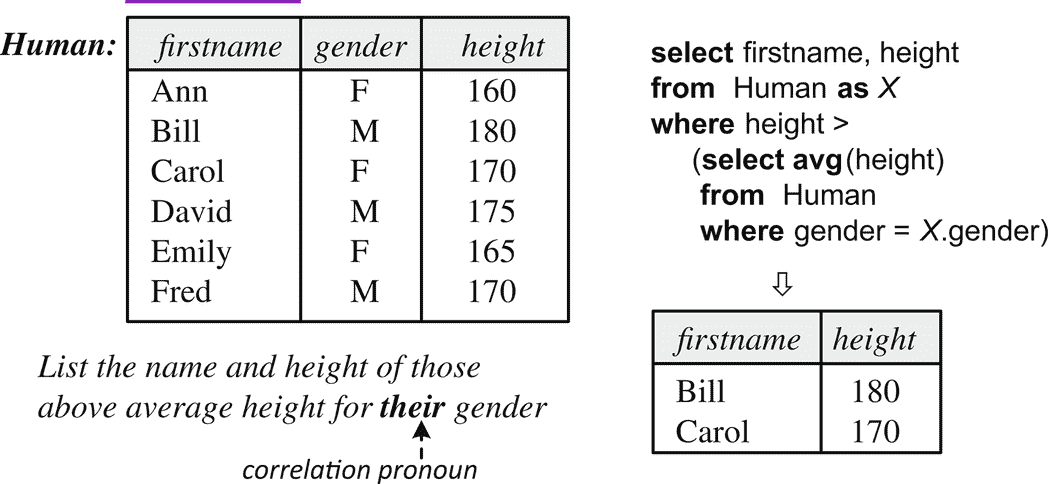 Human:
firstname gender height
Ann F 160
Bill M 180
Carol F 170
David M 175
Emily F 165
Fred M 170
List the name and height of those
above average height for their gender
correlation pronoun
select firstname, height
from Human as X
where height >
(select avg(height)
from Human
where gender = X.gender)
⇩
firstname height
Bill 180
Carol 170